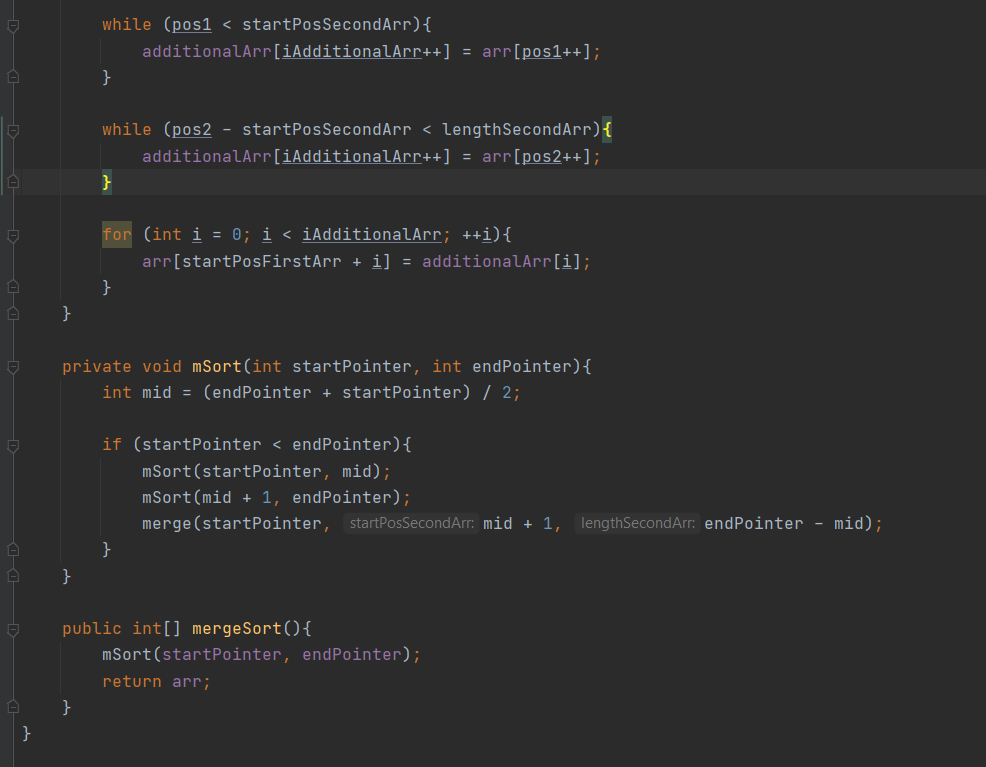 while (pos1 < startPosSecondArr){
additionalArr[iAdditionalArr++] = arr[pos1++];
}
while (pos2 - startPosSecondArr < lengthSecondArr){
additionalArr[iAdditionalArr++] = arr[pos2++];
}
for (int i = 0; i < iAdditionalArr; ++i){
arr[startPosFirstArr + i] = additionalArr[i];
}
}
private void mSort(int startPointer, int endPointer){
int mid = (endPointer + startPointer) / 2;
if (startPointer < endPointer){
mSort(startPointer, mid);
mSort(mid + 1, endPointer);
merge(startPointer, startPosSecondArr: mid + 1, lengthSecondArr: endPointer - mid);
}
}
public int[] mergeSort(){
mSort(startPointer, endPointer);
return arr;
}
}